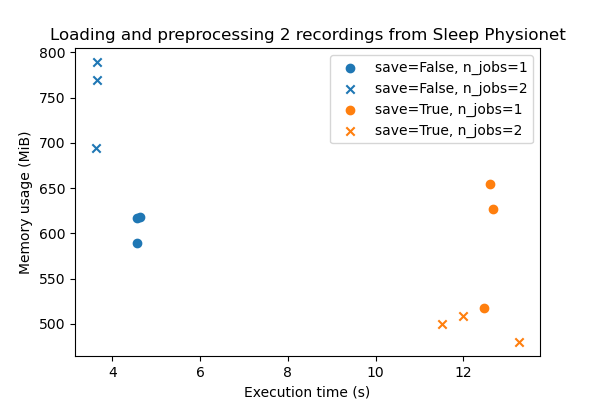 Loading and preprocessing 2 recordings from Sleep Physionet
save=False, n_jobs=1
save=False, n_jobs=2
save=True, n_jobs=1
save=True, n_jobs=2
Memory usage (MiB)
800
750
700
650
600
550
500
4 6 8 10 12
Execution time (s)